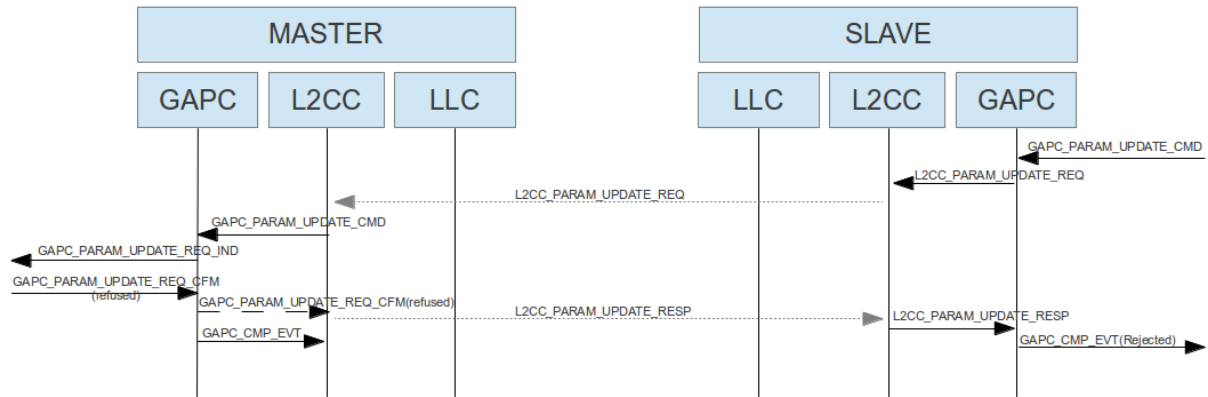 MASTER
SLAVE
GAPC
L2CC
LLC
LLC
L2CC
GAPC
GAPC_PARAM_UPDATE_CMD
L2CC_PARAM_UPDATE_REQ
L2CC_PARAM_UPDATE_REQ
GAPC_PARAM_UPDATE_CMD
GAPC_PARAM_UPDATE_REQ_IND
GAPC_PARAM_UPDATE_REQ_CFM
(refused)
GAPC_PARAM_UPDATE_REQ_CFM(refused)
L2CC_PARAM_UPDATE_RESP
L2CC_PARAM_UPDATE_RESP
GAPC_CMP_EVT
GAPC_CMP_EVT(Rejected)